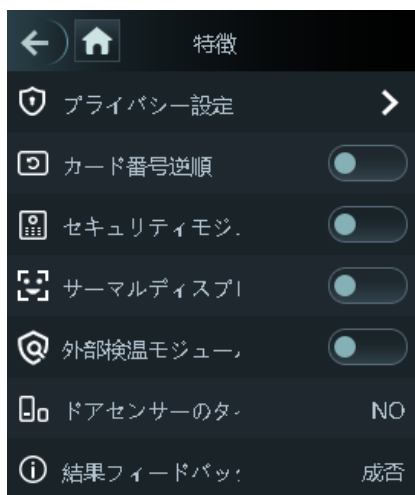 特徴
プライバシー設定
カード番号逆順
セキュリティモジ
サーマルディスプ
外部検温モジュー
ドアセンサーのタ
NO
結果フィードバッ
成否